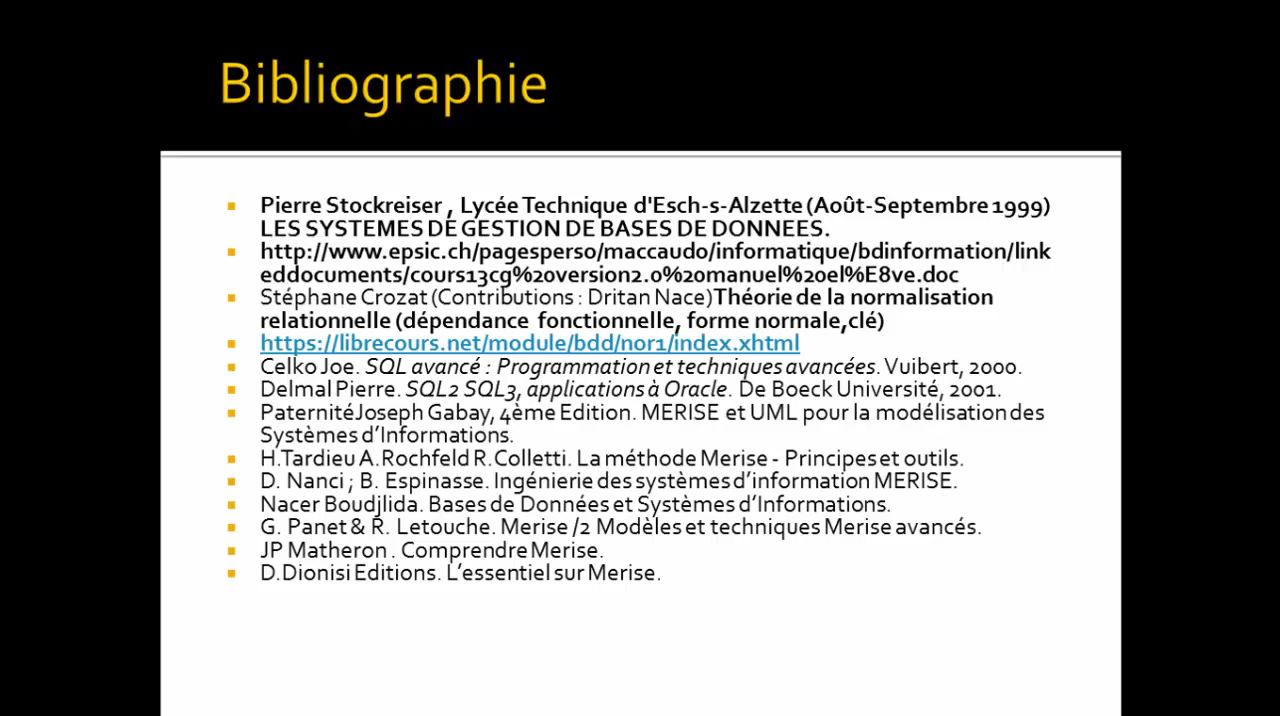 Bibliographie
Pierre Stockreiser , Lycée Technique d'Esch-s-Alzette (Août-Septembre 1999)
LES SYSTEMES DE GESTION DE BASES DE DONNEES.
http://www.epsic.ch/pagesperso/maccaudo/informatique/bdinformation/link
eddocuments/cours13cg%20version2.0%20manuel%20el%E8ve.doc
Stéphane Crozat (Contributions : Dritan Nace)Théorie de la normalisation
relationnelle (dépendance fonctionnelle, forme normale,clé)
https://librecours.net/module/bdd/nor1/index.xhtml
Celko Joe. SQL avancé : Programmation et techniques avancées. Vuibert, 2000.
Delmal Pierre. SQL2 SQL3, applications à Oracle. De Boeck Université, 2001.
PaternitéJoseph Gabay, 4ème Edition. MERISE et UML pour la modélisation des
Systèmes d’Informations.
H.Tardieu A.Rochfeld R.Colletti. La méthode Merise - Principes et outils.
D. Nanci ; B. Espinasse. Ingénierie des systèmes d’information MERISE.
Nacer Boudjlida. Bases de Données et Systèmes d’Informations.
G. Panet & R. Letouche. Merise /2 Modèles et techniques Merise avancés.
JP Matheron . Comprendre Merise.
D.Dionisi Editions. L’essentiel sur Merise.